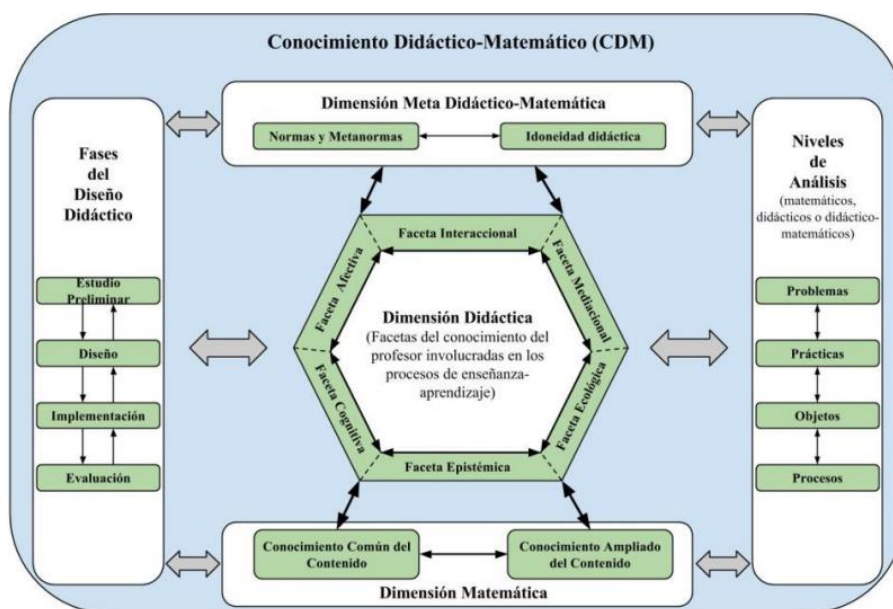 Conocimiento Didáctico-Matemático (CDM)
Dimensión Meta Didáctico-Matemática
Normas y Metanormas
Idoneidad didáctica
Fases
del
Diseño
Didáctico
Estudio
Preliminar
Diseño
Implementación
Evaluación
Faceta Interaccional
Faceta Afectiva
Faceta Mediacional
Dimensión Didáctica
(Facetas del conocimiento del
profesor involucradas en los
procesos de enseñanza-
aprendizaje)
Faceta Cognitiva
Faceta Ecológica
Faceta Epistémica
Niveles
de
Análisis
(matemáticos,
didácticos o didáctico-
matemáticos)
Problemas
Prácticas
Objetos
Procesos
Conocimiento Común del
Contenido
Conocimiento Ampliado
del Contenido
Dimensión Matemática